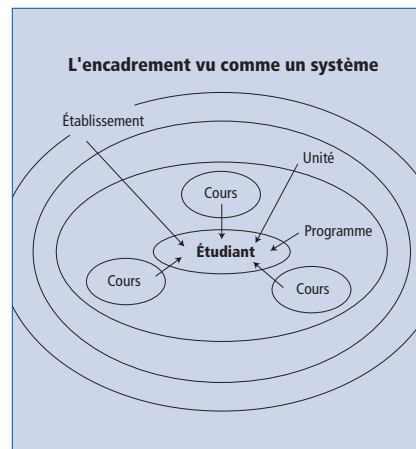 L'encadrement vu comme un système
Établissement
Unité
Cours
Programme
Étudiant
Cours
Cours